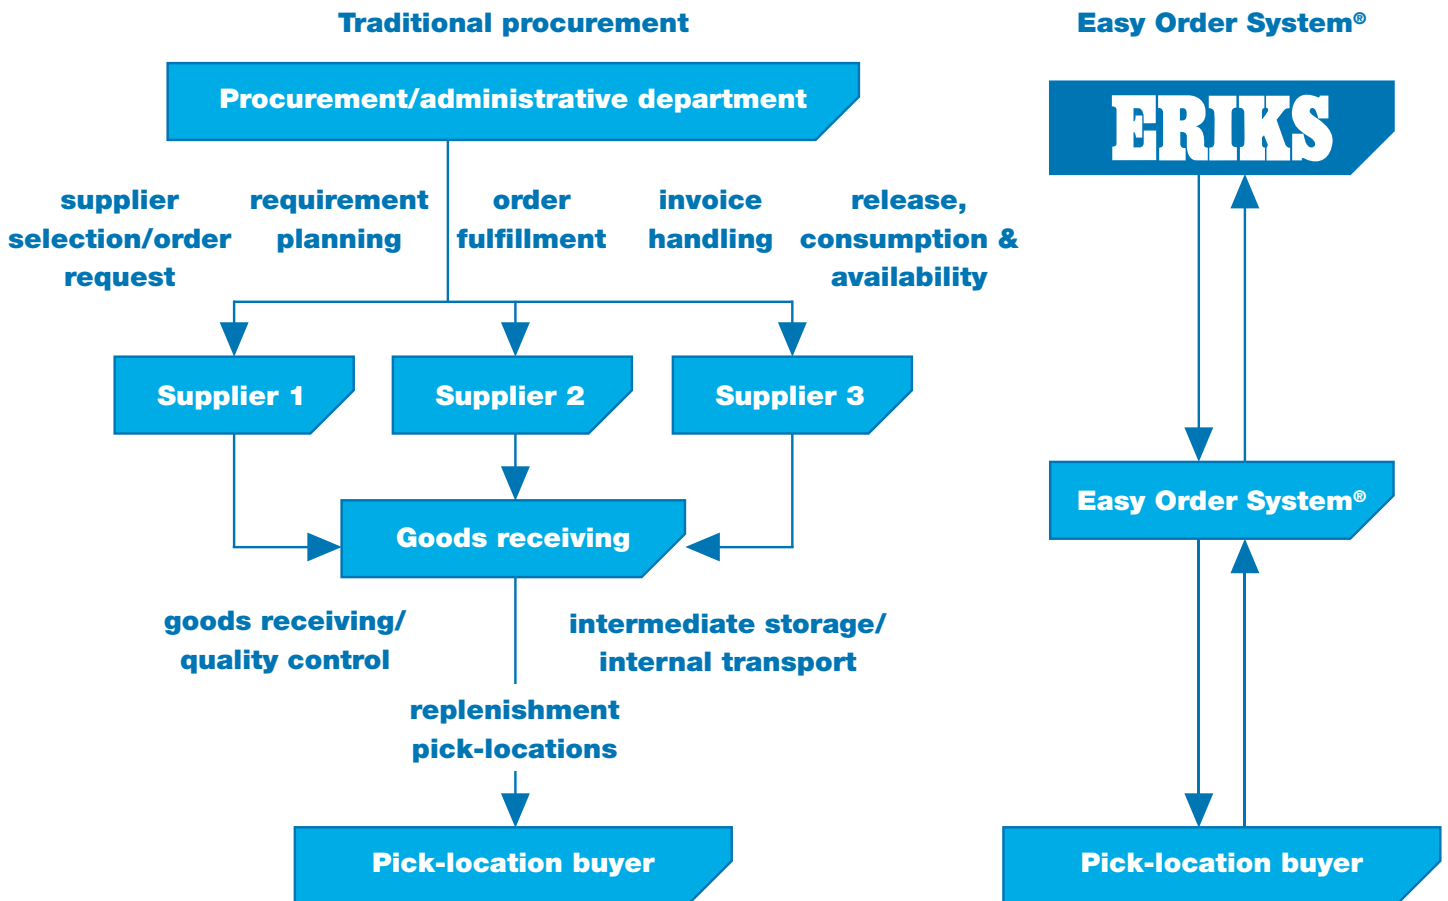 Traditional procurement
Easy Order System®
Procurement/administrative department
ERIKS
supplier
selection/order
request
requirement
planning
order
fulfillment
invoice
handling
release,
consumption &
availability
Supplier 1
Supplier 2
Supplier 3
Easy Order System®
Goods receiving
goods receiving/
quality control
intermediate storage/
internal transport
replenishment
pick-locations
Pick-location buyer
Pick-location buyer